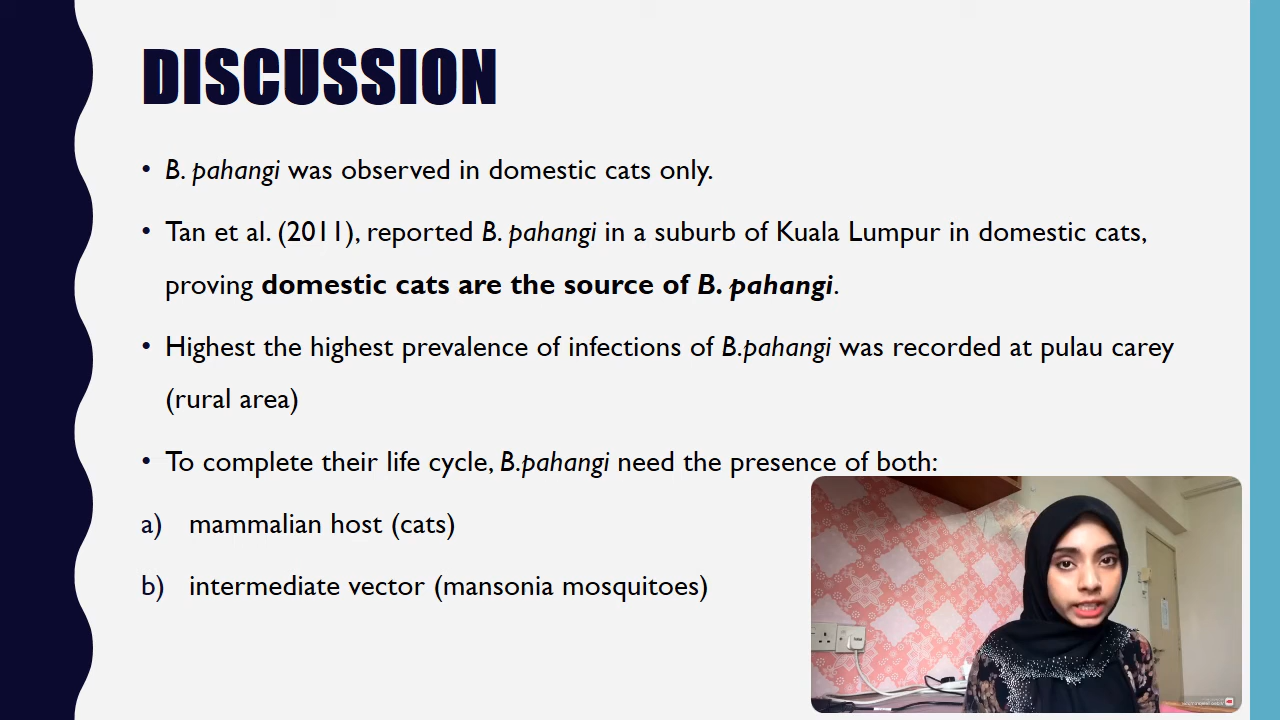 DISCUSSION
• B. pahangi was observed in domestic cats only.
• Tan et al. (2011), reported B. pahangi in a suburb of Kuala Lumpur in domestic cats,
proving domestic cats are the source of B. pahangi.
• Highest the highest prevalence of infections of B.pahangi was recorded at pulau carey
(rural area)
• To complete their life cycle, B.pahangi need the presence of both:
a) mammalian host (cats)
b) intermediate vector (mansonia mosquitoes)